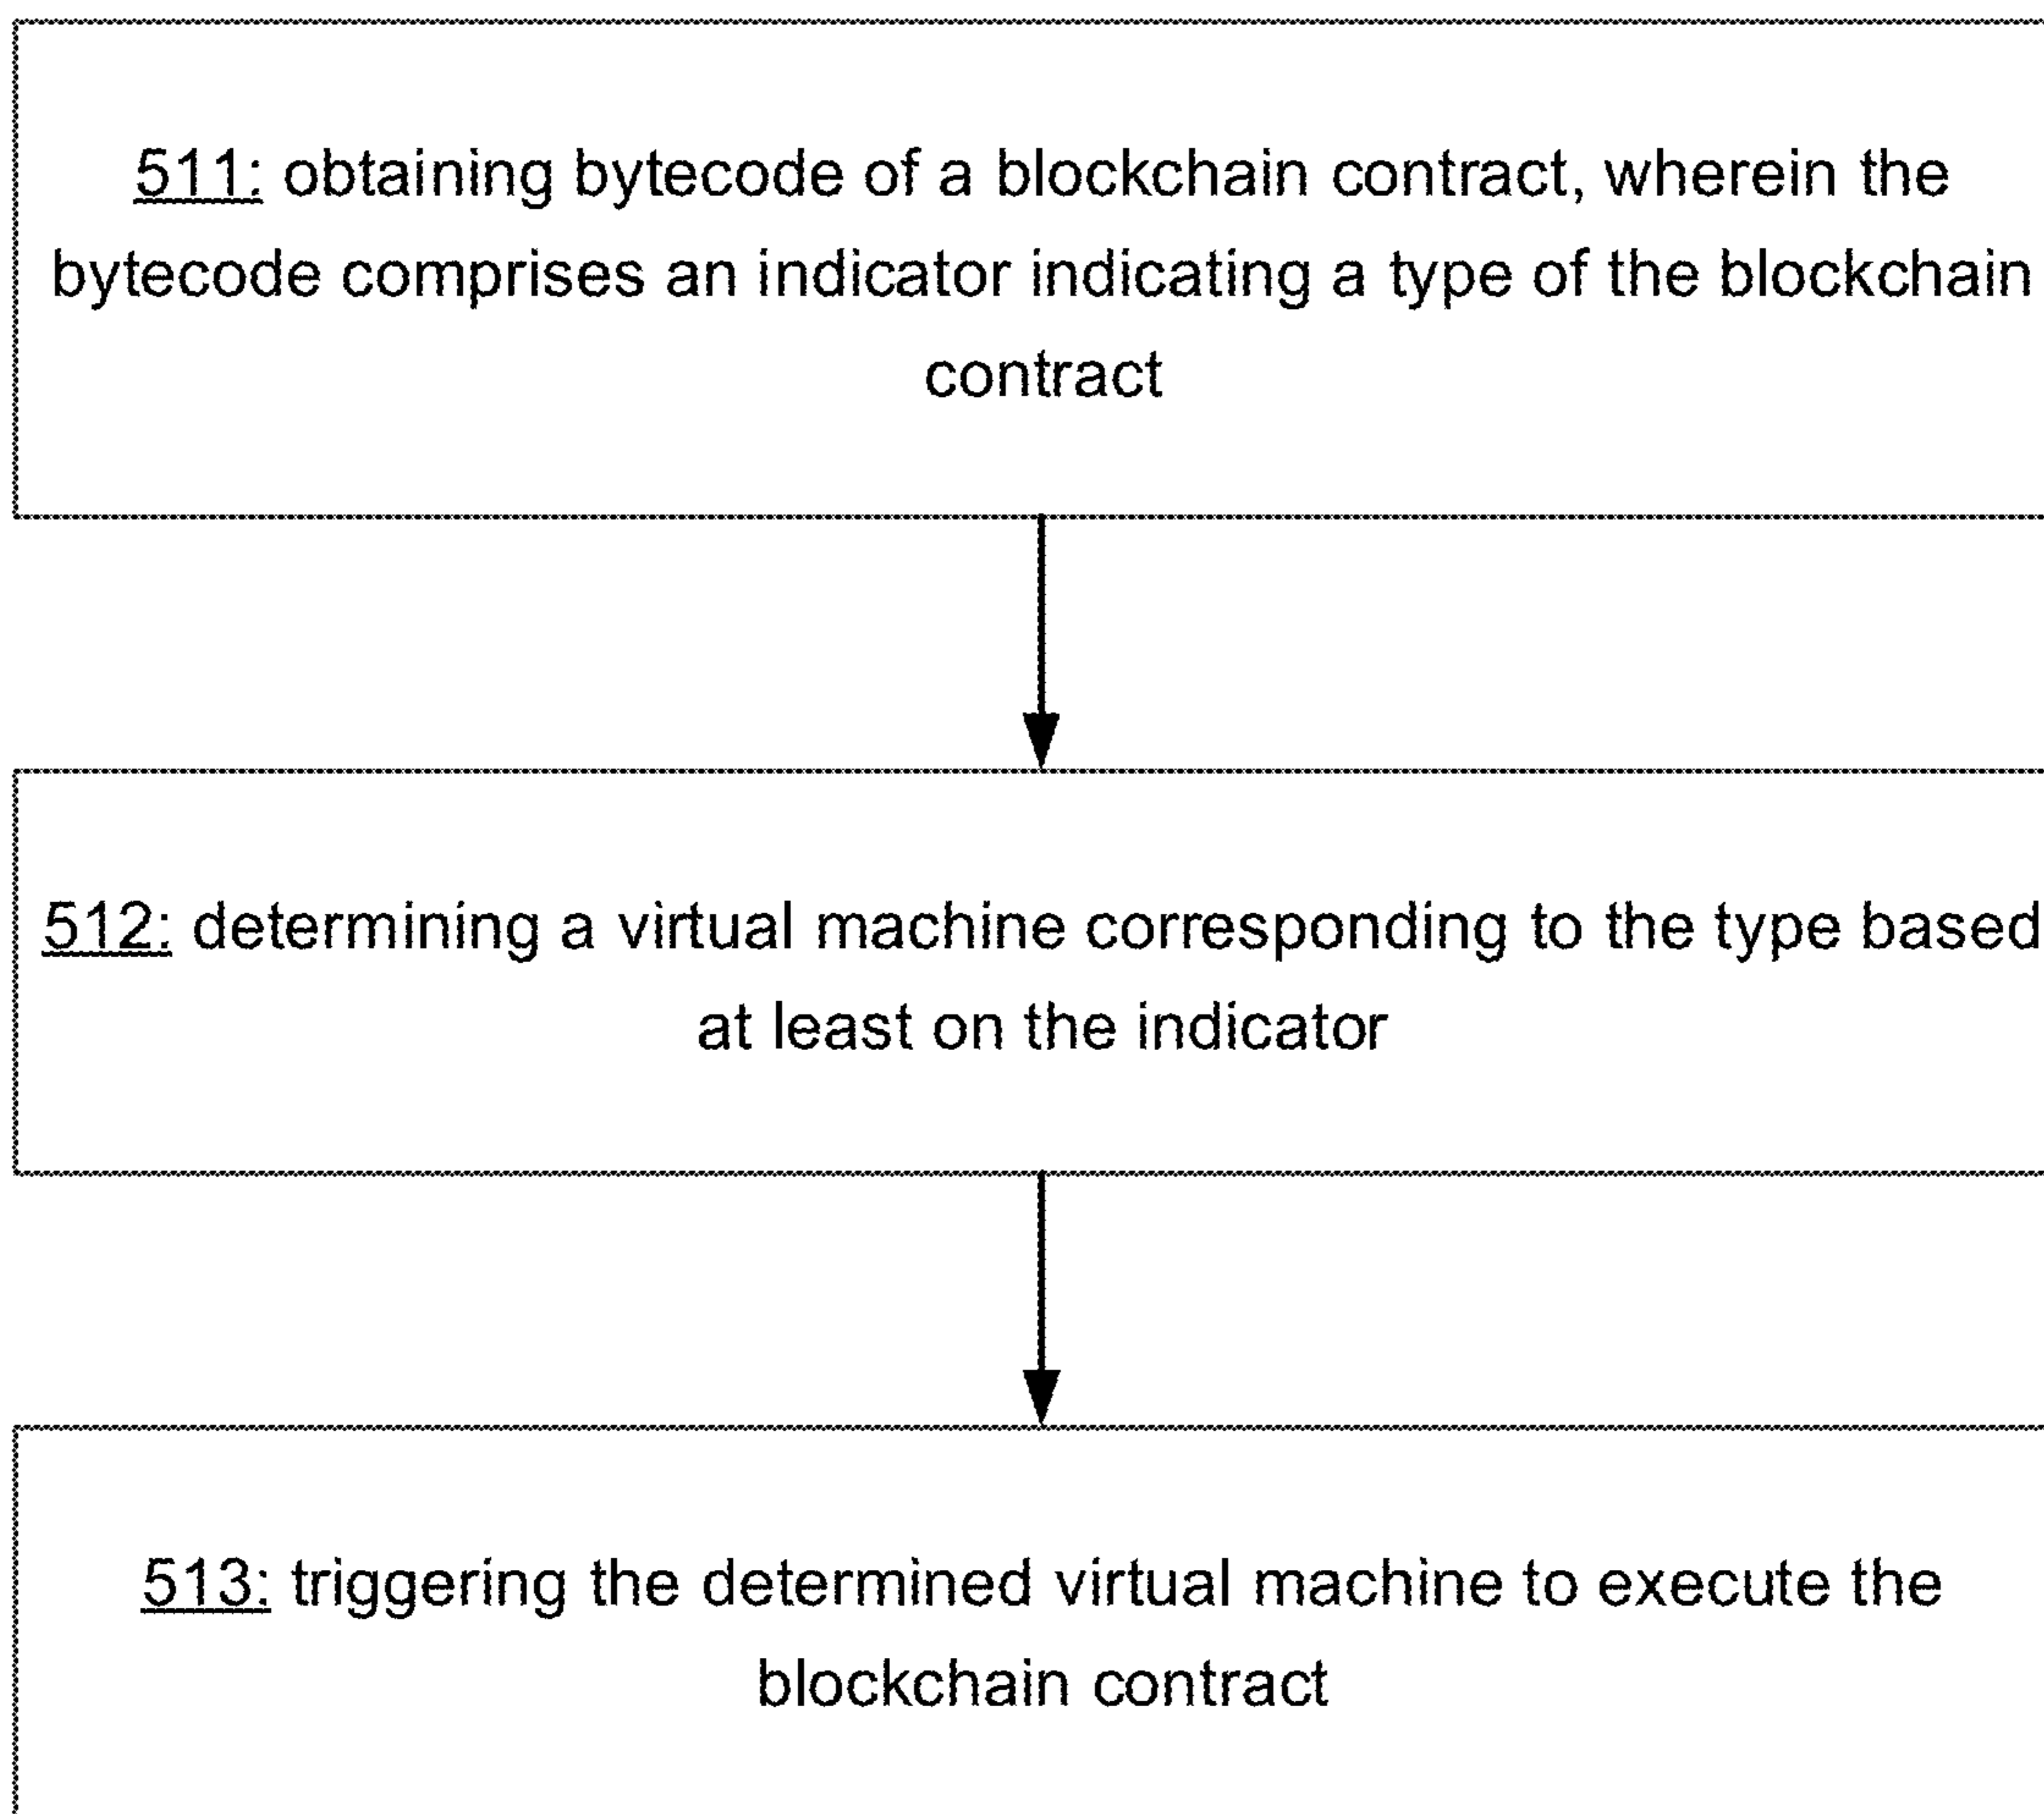 511: obtaining bytecode of a blockchain contract, wherein the
bytecode comprises an indicator indicating a type of the blockchain
contract
512: determining a virtual machine corresponding to the type based
at least on the indicator
513: triggering the determined virtual machine to execute the
blockchain contract